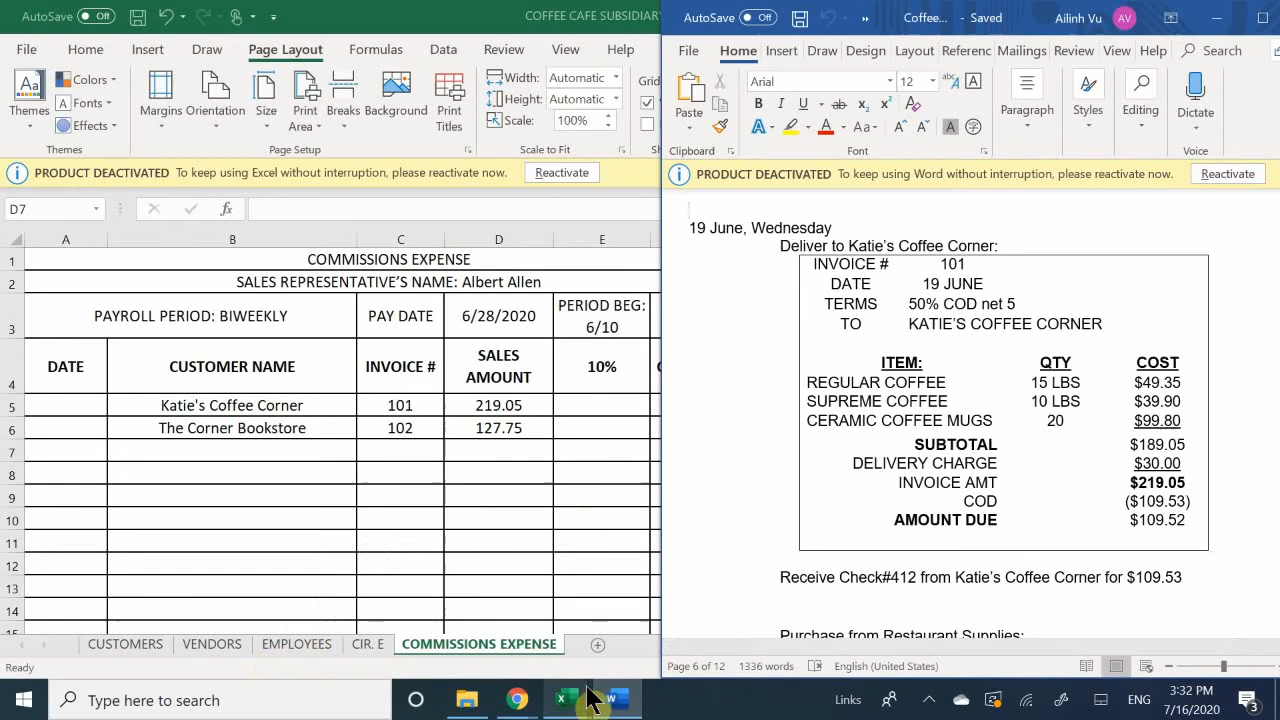 AutoSave Off COFFEE CAFE SUBSIDIARY
File Home Insert Draw Page Layout Formulas Data Review View Help
Themes Colors Fonts Effects
Themes
Margins Orientation Size Print Area Breaks Background Print Titles
Page Setup
Width: Automatic
Height: Automatic
Scale: 100%
Scale to Fit
PRODUCT DEACTIVATED To keep using Excel without interruption, please reactivate now. Reactivate
D7 fx
A B C D E
1 COMMISSIONS EXPENSE
2 SALES REPRESENTATIVE'S NAME: Albert Allen
3 PAYROLL PERIOD: BIWEEKLY PAY DATE 6/28/2020 PERIOD BEG: 6/10
4 DATE CUSTOMER NAME INVOICE # SALES AMOUNT 10%
5 Katie's Coffee Corner 101 219.05
6 The Corner Bookstore 102 127.75
7
8
9
10
11
12
13
14
CUSTOMERS VENDORS EMPLOYEES CIR. E COMMISSIONS EXPENSE
Ready
AutoSave Off Coffee... - Saved Ailinh Vu AV
File Home Insert Draw Design Layout Referenc Mailings Review View Help Search
Paste
Clipboard
Arial 12
B I U ab x₂ x²
A A Aa A A A
Font
Paragraph Styles Editing Dictate
Voice
PRODUCT DEACTIVATED To keep using Word without interruption, please reactivate now. Reactivate
19 June, Wednesday
Deliver to Katie's Coffee Corner:
INVOICE # 101
DATE 19 JUNE
TERMS 50% COD net 5
TO KATIE'S COFFEE CORNER
ITEM: QTY COST
REGULAR COFFEE 15 LBS $49.35
SUPREME COFFEE 10 LBS $39.90
CERAMIC COFFEE MUGS 20 $99.80
SUBTOTAL $189.05
DELIVERY CHARGE $30.00
INVOICE AMT $219.05
COD ($109.53)
AMOUNT DUE $109.52
Receive Check#412 from Katie's Coffee Corner for $109.53
Purchase from Restaurant Supplies:
Page 6 of 12 1336 words English (United States)
Type here to search
Links ENG 3:32 PM
7/16/2020 3